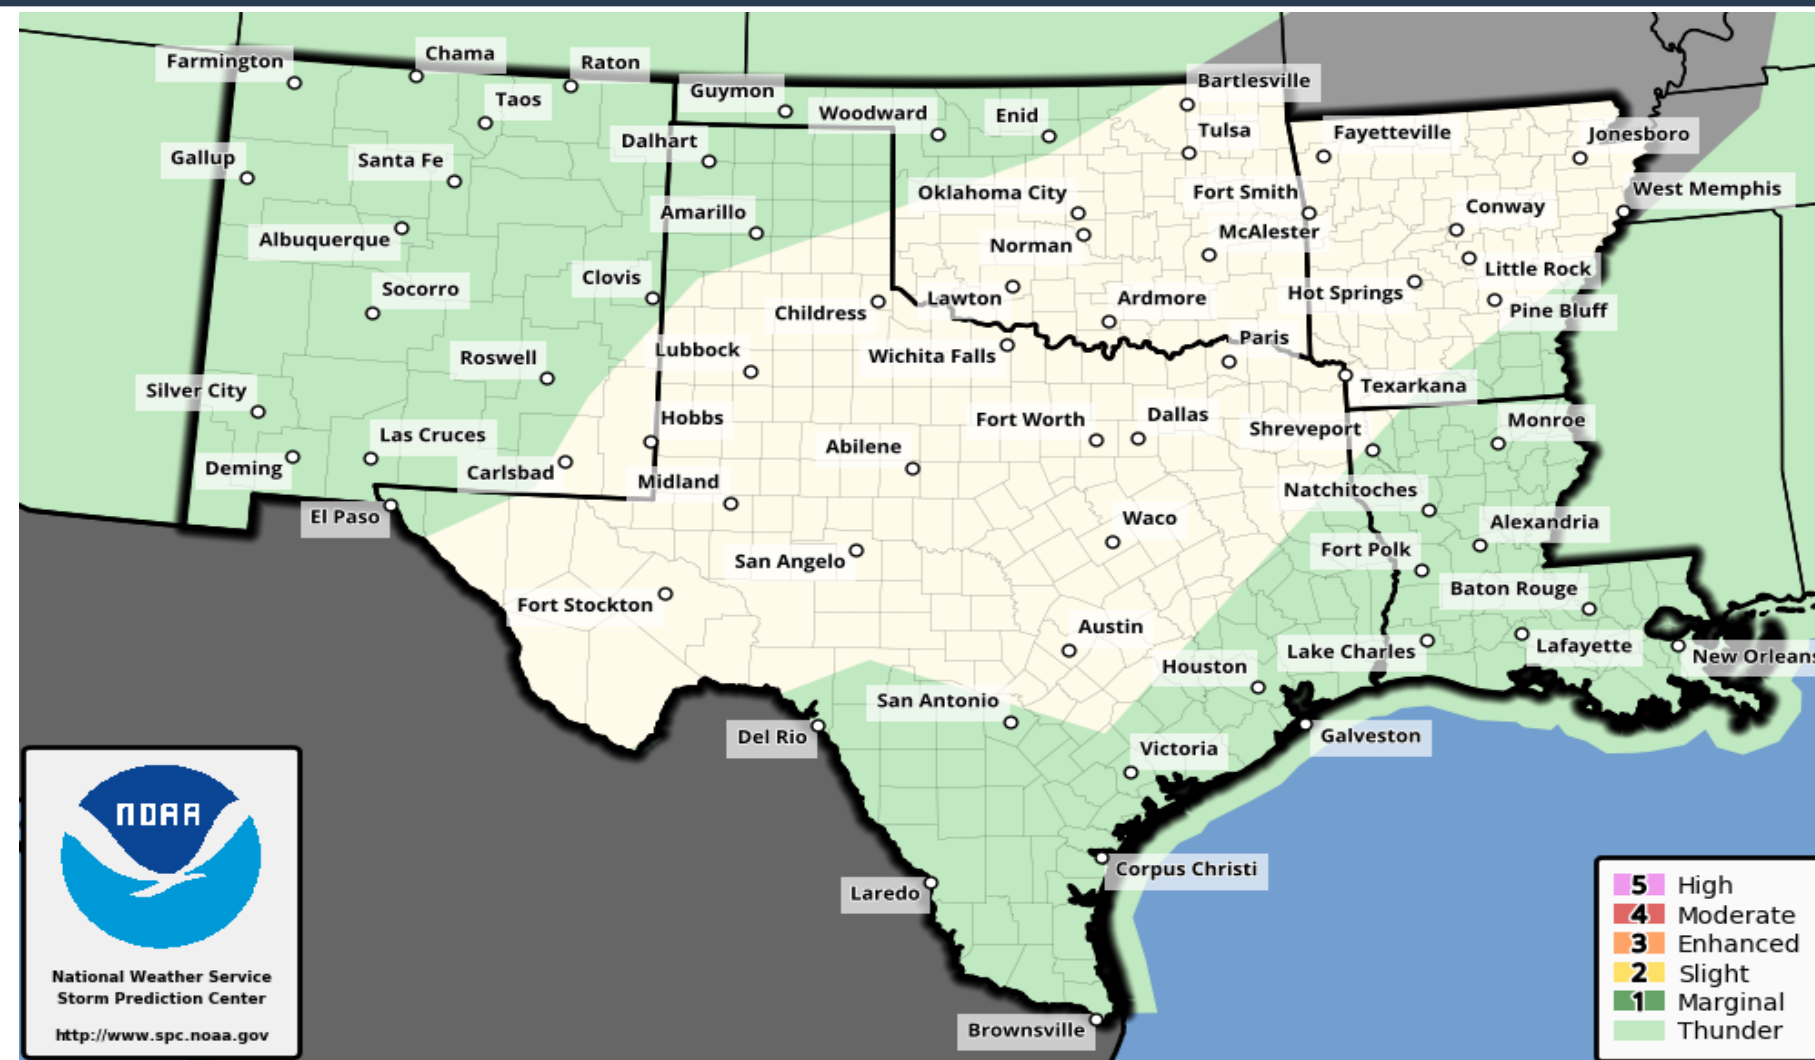 Farmington
Chama
Raton
Taos
Guymon
Woodward
Enid
Bartlesville
Tulsa
Fayetteville
Jonesboro
Gallup
Santa Fe
Dalhart
Amarillo
Albuquerque
Oklahoma City
Norman
Fort Smith
McAlester
Conway
West Memphis
Socorro
Clovis
Childress
Lawton
Ardmore
Hot Springs
Little Rock
Pine Bluff
Roswell
Lubbock
Wichita Falls
Paris
Texarkana
Silver City
Las Cruces
Deming
Carlsbad
Hobbs
Midland
Abilene
Fort Worth
Dallas
Shreveport
Monroe
El Paso
San Angelo
Waco
Natchitoches
Alexandria
Fort Polk
Baton Rouge
Fort Stockton
Austin
Houston
Lake Charles
Lafayette
New Orleans
Del Rio
San Antonio
Victoria
Galveston
Laredo
Corpus Christi
Brownsville
NOAA
National Weather Service
Storm Prediction Center
http://www.spc.noaa.gov
5 High
4 Moderate
3 Enhanced
2 Slight
1 Marginal
Thunder